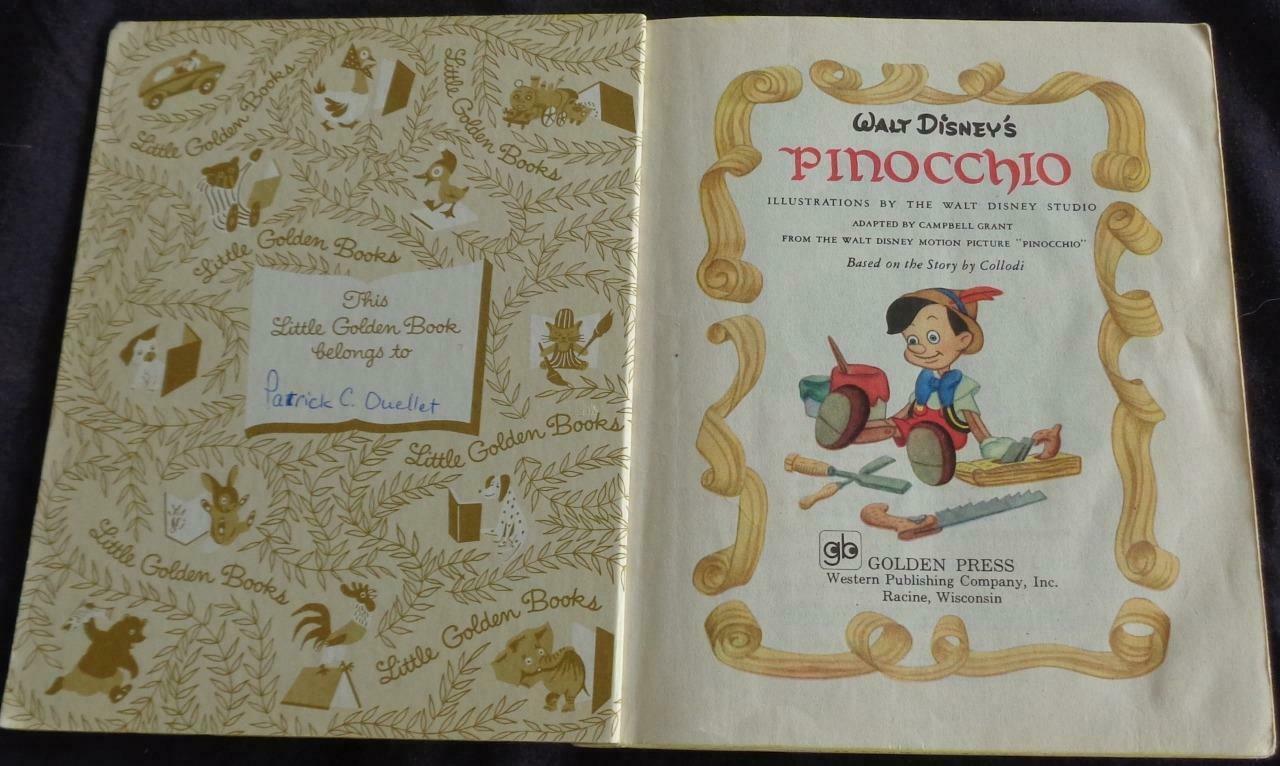 Little Golden Books
Little Golden Books
Little Golden Books
This
Little Golden Book
belongs to
Patrick C. Ouellet
Little Golden Books
Little Golden Books
Little Golden Books
WALT DISNEY'S
PINOCCHIO
ILLUSTRATIONS BY THE WALT DISNEY STUDIO
ADAPTED BY CAMPBELL GRANT
FROM THE WALT DISNEY MOTION PICTURE "PINOCCHIO"
Based on the Story by Collodi
gb GOLDEN PRESS
Western Publishing Company, Inc.
Racine, Wisconsin